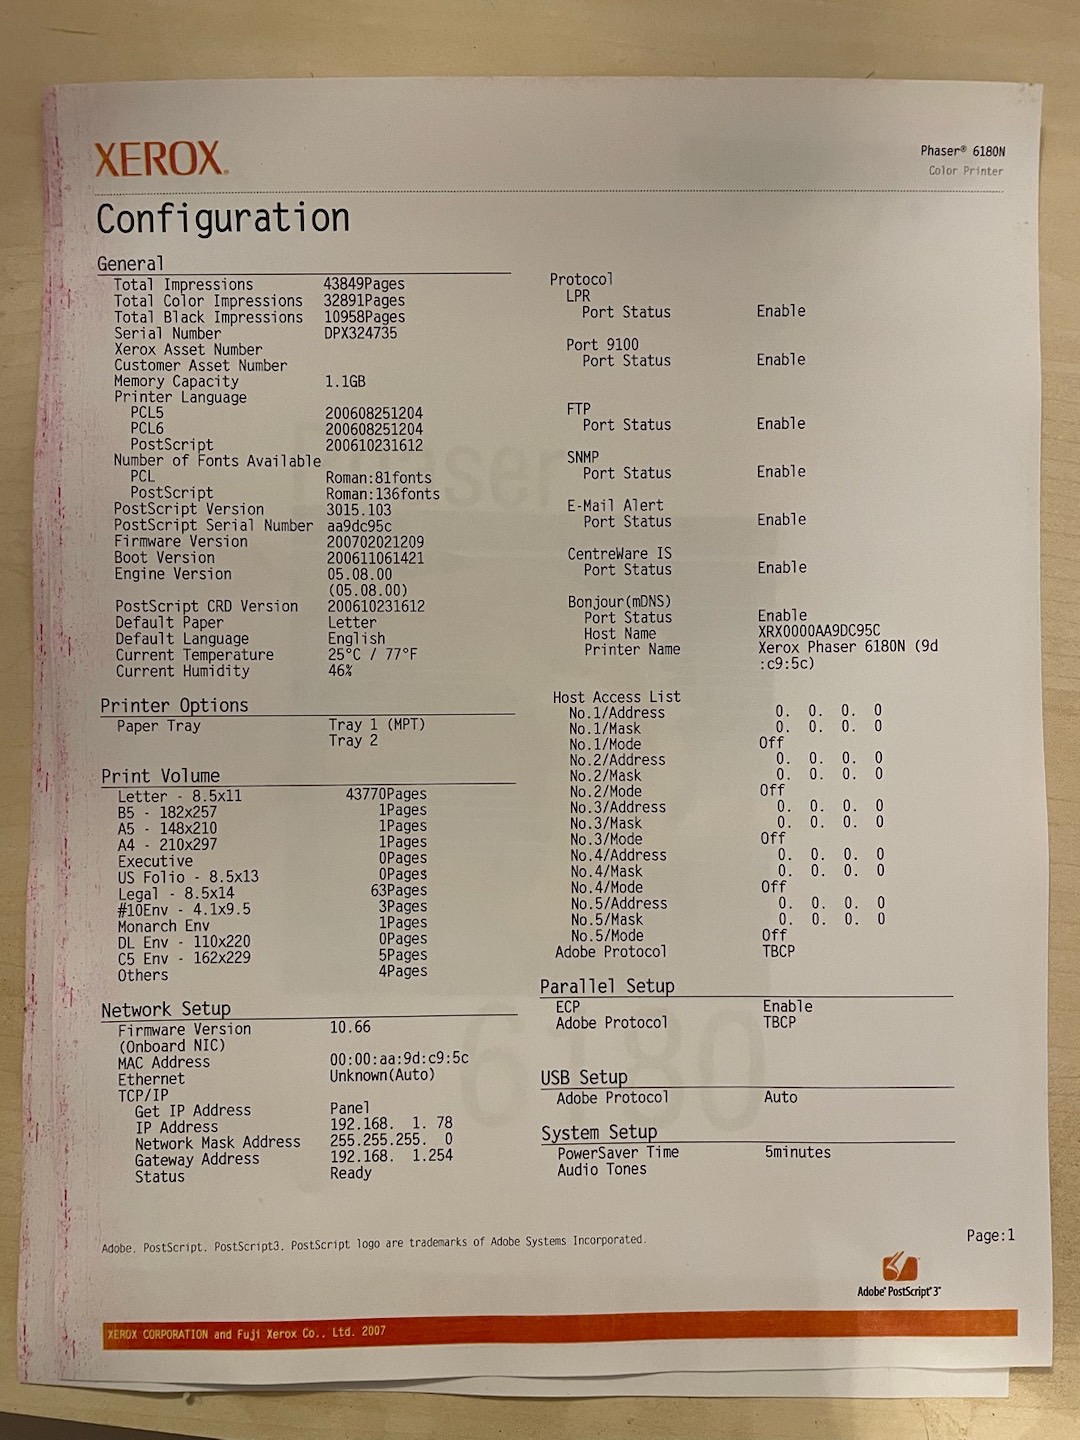 XEROX.
Phaser® 6180N
Color Printer
Configuration
General
Total Impressions 43849Pages
Total Color Impressions 32891Pages
Total Black Impressions 10958Pages
Serial Number DPX324735
Xerox Asset Number
Customer Asset Number
Memory Capacity 1.1GB
Printer Language
PCL5 200608251204
PCL6 200608251204
PostScript 200610231612
Number of Fonts Available
PCL Roman:81fonts
PostScript Roman:136fonts
PostScript Version 3015.103
PostScript Serial Number aa9dc95c
Firmware Version 200702021209
Boot Version 200611061421
Engine Version 05.08.00
(05.08.00)
PostScript CRD Version 200610231612
Default Paper Letter
Default Language English
Current Temperature 25°C / 77°F
Current Humidity 46%
Printer Options
Paper Tray Tray 1 (MPT)
Tray 2
Print Volume
Letter - 8.5x11 43770Pages
B5 - 182x257 1Pages
A5 - 148x210 1Pages
A4 - 210x297 1Pages
Executive 0Pages
US Folio - 8.5x13 0Pages
Legal - 8.5x14 63Pages
#10Env - 4.1x9.5 3Pages
Monarch Env 1Pages
DL Env - 110x220 0Pages
C5 Env - 162x229 5Pages
Others 4Pages
Network Setup
Firmware Version 10.66
(Onboard NIC)
MAC Address 00:00:aa:9d:c9:5c
Ethernet Unknown(Auto)
TCP/IP
Get IP Address Panel
IP Address 192.168. 1. 78
Network Mask Address 255.255.255. 0
Gateway Address 192.168. 1.254
Status Ready
Protocol
LPR
Port Status Enable
Port 9100
Port Status Enable
FTP
Port Status Enable
SNMP
Port Status Enable
E-Mail Alert
Port Status Enable
CentreWare IS
Port Status Enable
Bonjour(mDNS)
Port Status Enable
Host Name XRX0000AA9DC95C
Printer Name Xerox Phaser 6180N (9d
:c9:5c)
Host Access List
No.1/Address 0. 0. 0. 0
No.1/Mask 0. 0. 0. 0
No.1/Mode Off
No.2/Address 0. 0. 0. 0
No.2/Mask 0. 0. 0. 0
No.2/Mode Off
No.3/Address 0. 0. 0. 0
No.3/Mask 0. 0. 0. 0
No.3/Mode Off
No.4/Address 0. 0. 0. 0
No.4/Mask 0. 0. 0. 0
No.4/Mode Off
No.5/Address 0. 0. 0. 0
No.5/Mask 0. 0. 0. 0
No.5/Mode Off
Adobe Protocol TBCP
Parallel Setup
ECP Enable
Adobe Protocol TBCP
USB Setup
Adobe Protocol Auto
System Setup
PowerSaver Time 5minutes
Audio Tones
Adobe, PostScript, PostScript3, PostScript logo are trademarks of Adobe Systems Incorporated.
Page:1
Adobe® PostScript® 3™
XEROX CORPORATION and Fuji Xerox Co., Ltd. 2007